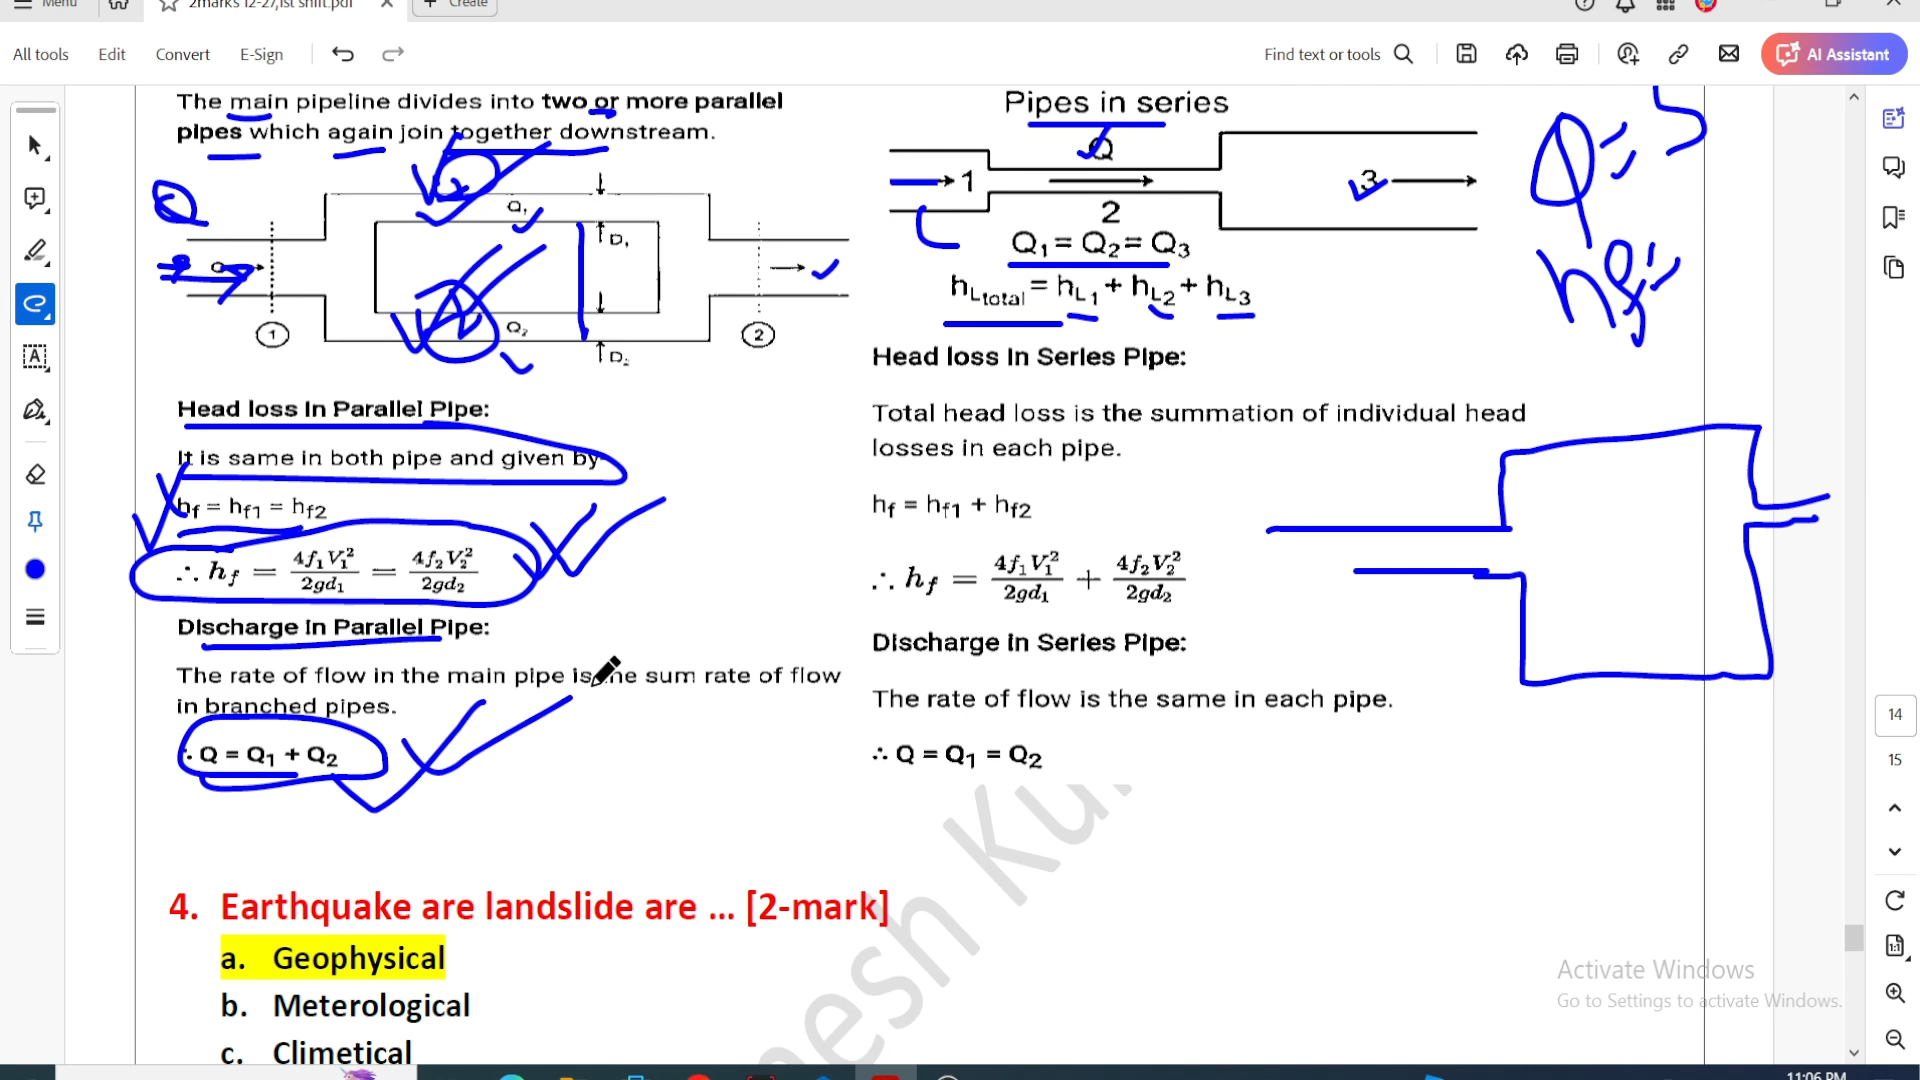 Menu
2marks 12-27,1st shift.pdf
Create
All tools
Edit
Convert
E-Sign
Find text or tools
AI Assistant
The main pipeline divides into two or more parallel
pipes which again join together downstream.
Q
Q₁
D₁
Q₂
D₂
1
2
Head loss in Parallel Pipe:
It is same in both pipe and given by-
hf = hf1 = hf2
∴ hf = 4f₁V₁²/2gd₁ = 4f₂V₂²/2gd₂
Discharge in Parallel Pipe:
The rate of flow in the main pipe is the sum rate of flow
in branched pipes.
∴ Q = Q₁ + Q₂
Pipes in series
Q
1
2
3
Q₁ = Q₂ = Q₃
hLtotal = hL1 + hL2 + hL3
Q =
hf =
Head loss in Series Pipe:
Total head loss is the summation of individual head
losses in each pipe.
hf = hf1 + hf2
∴ hf = 4f₁V₁²/2gd₁ + 4f₂V₂²/2gd₂
Discharge in Series Pipe:
The rate of flow is the same in each pipe.
∴ Q = Q₁ = Q₂
4. Earthquake are landslide are ... [2-mark]
a. Geophysical
b. Meterological
c. Climetical
esh Ku
14
15
Activate Windows
Go to Settings to activate Windows.
11:06 PM